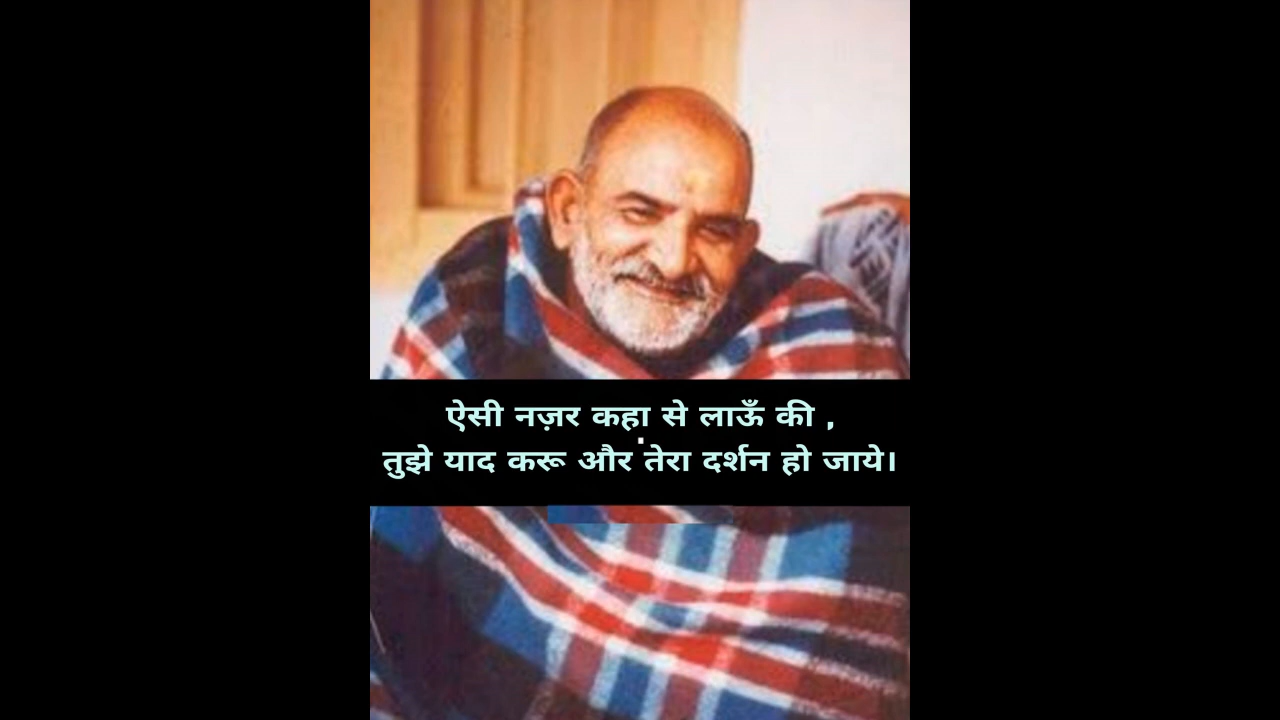 ऐसी नज़र कहा से लाऊँ की ,
तुझे याद करू और तेरा दर्शन हो जाये।